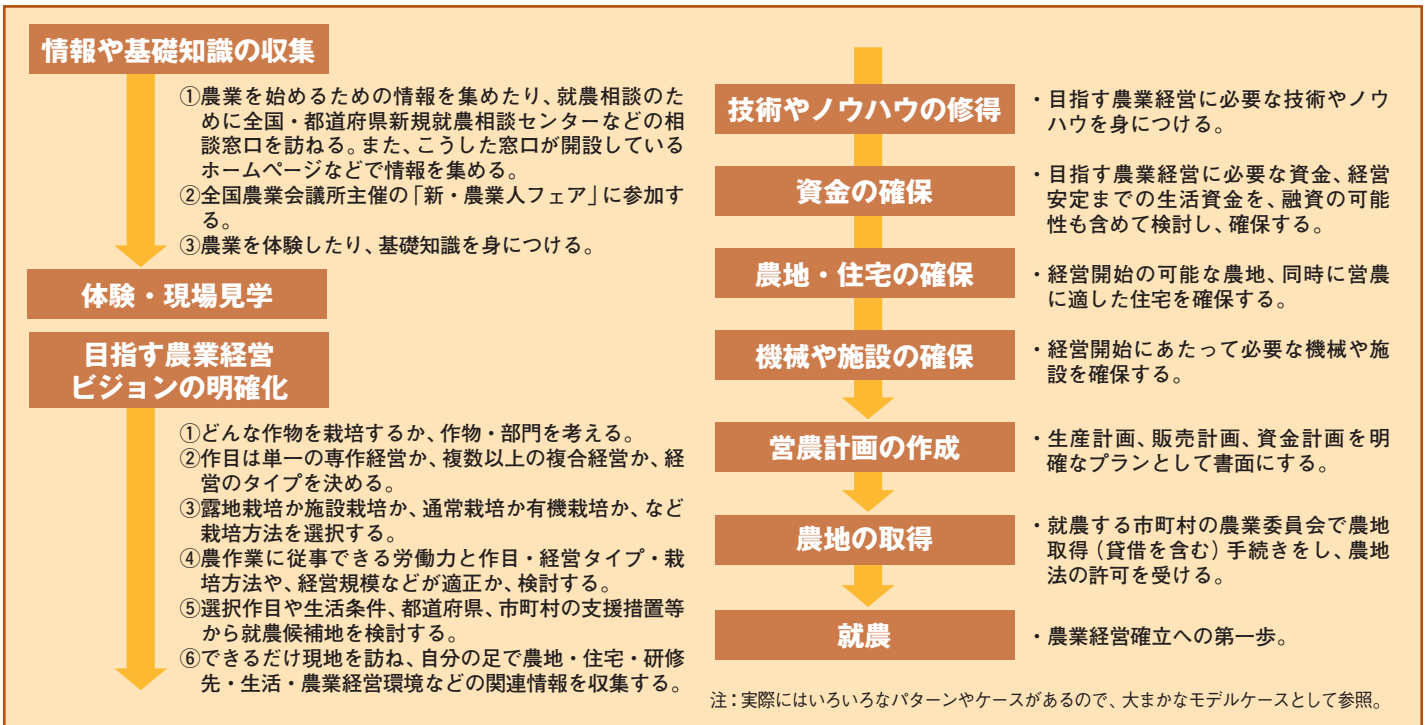 情報や基礎知識の収集
①農業を始めるための情報を集めたり、就農相談のた
めに全国・都道府県新規就農相談センターなどの相
談窓口を訪ねる。また、こうした窓口が開設している
ホームページなどで情報を集める。
②全国農業会議所主催の「新・農業人フェア」に参加す
る。
③農業を体験したり、基礎知識を身につける。
体験・現場見学
目指す農業経営
ビジョンの明確化
①どんな作物を栽培するか、作物・部門を考える。
②作目は単一の専作経営か、複数以上の複合経営か、経
営のタイプを決める。
③露地栽培か施設栽培か、通常栽培か有機栽培か、など
栽培方法を選択する。
④農作業に従事できる労働力と作目・経営タイプ・栽
培方法や、経営規模などが適正か、検討する。
⑤選択作目や生活条件、都道府県、市町村の支援措置等
から就農候補地を検討する。
⑥できるだけ現地を訪ね、自分の足で農地・住宅・研修
先・生活・農業経営環境などの関連情報を収集する。
技術やノウハウの修得
・目指す農業経営に必要な技術やノウ
ハウを身につける。
資金の確保
・目指す農業経営に必要な資金、経営
安定までの生活資金を、融資の可能
性も含めて検討し、確保する。
農地・住宅の確保
・経営開始の可能な農地、同時に営農
に適した住宅を確保する。
機械や施設の確保
・経営開始にあたって必要な機械や施
設を確保する。
営農計画の作成
・生産計画、販売計画、資金計画を明
確なプランとして書面にする。
農地の取得
・就農する市町村の農業委員会で農地
取得（貸借を含む）手続きをし、農地
法の許可を受ける。
就農
・農業経営確立への第一歩。
注：実際にはいろいろなパターンやケースがあるので、大まかなモデルケースとして参照。